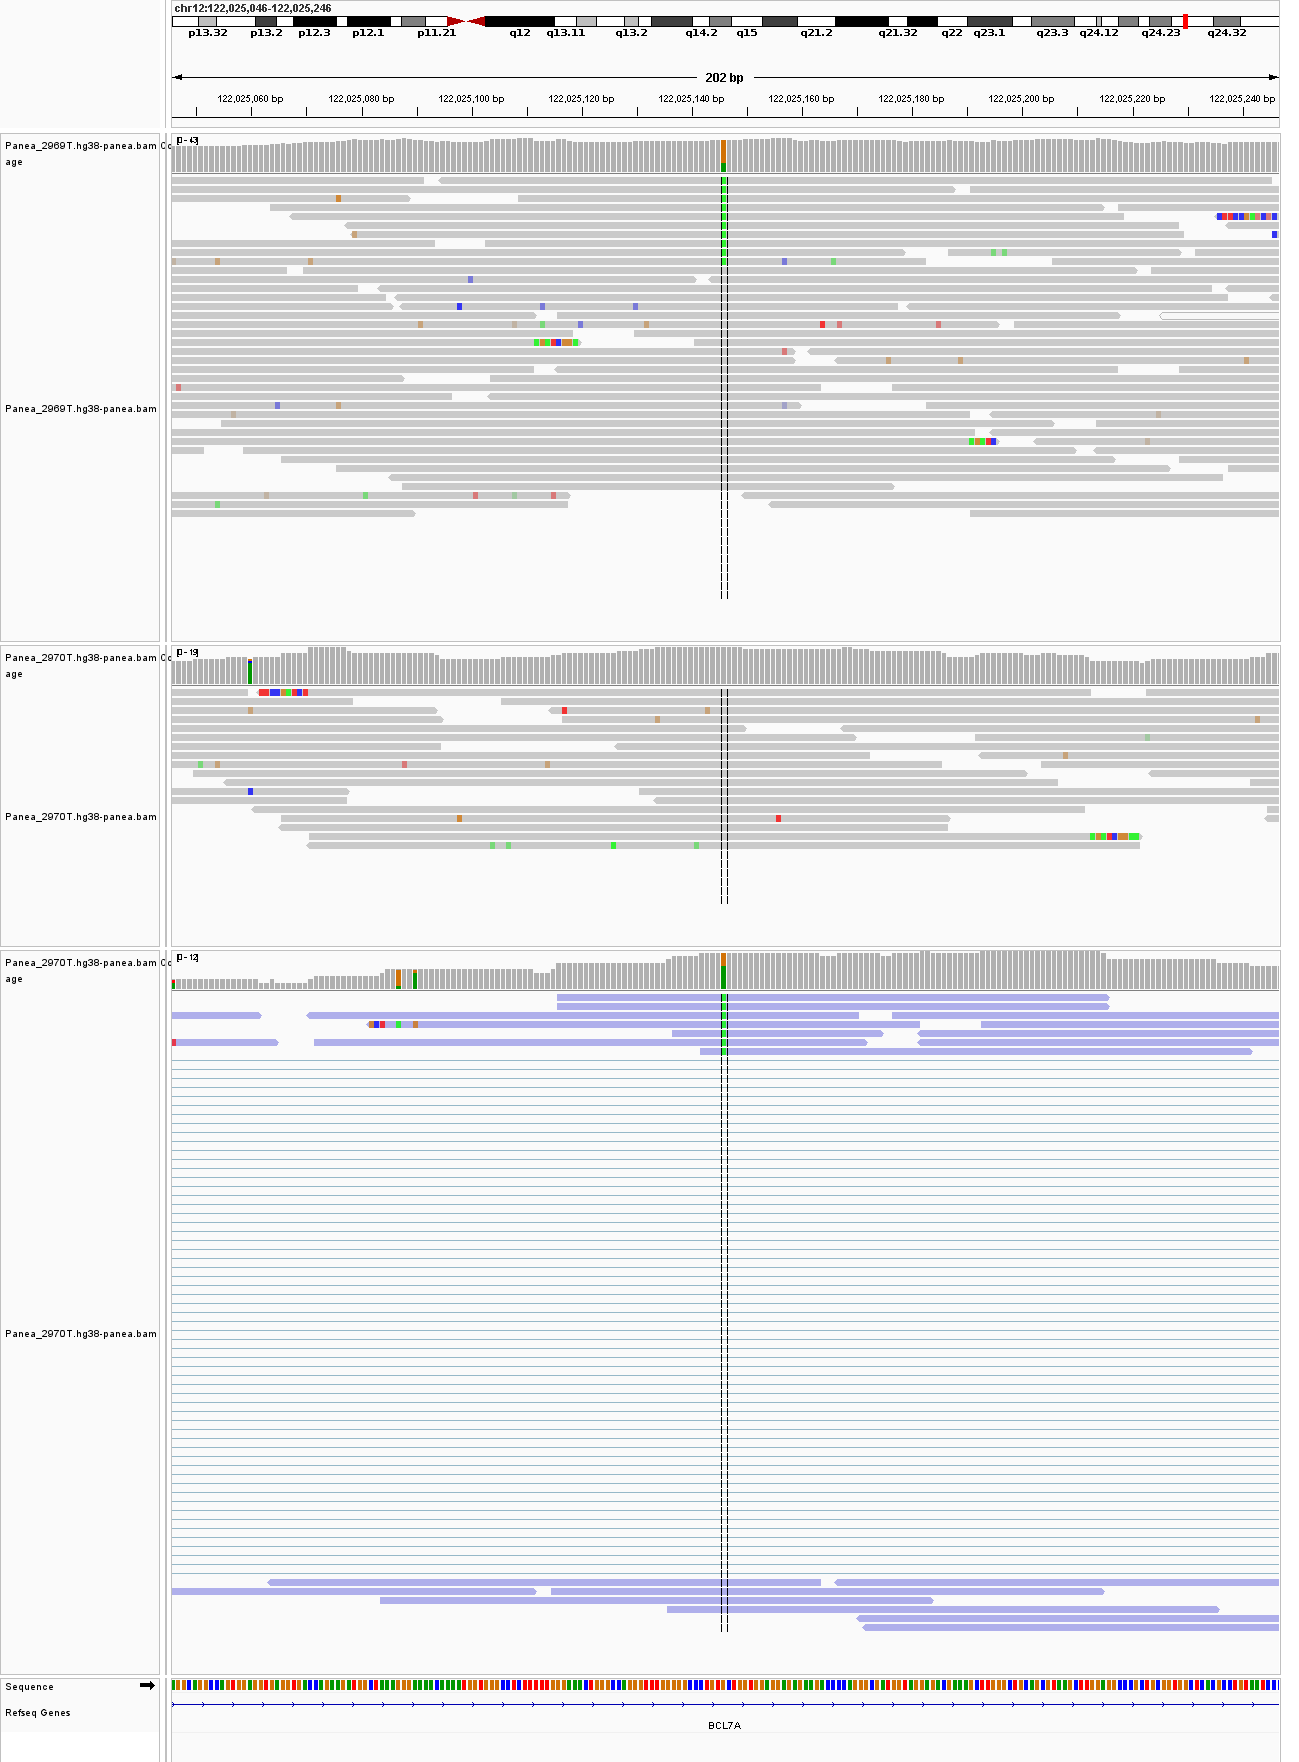 chr12:122,025,046-122,025,246
p13.32 p13.2 p12.3 p12.1 p11.21 q12 q13.11 q13.2 q14.2 q15 q21.2 q21.32 q22 q23.1 q23.3 q24.12 q24.23 q24.32
202 bp
122,025,060 bp 122,025,080 bp 122,025,100 bp 122,025,120 bp 122,025,140 bp 122,025,160 bp 122,025,180 bp 122,025,200 bp 122,025,220 bp 122,025,240 bp
Panea_2969T.hg38-panea.bam Co
age
[0-43]
Panea_2969T.hg38-panea.bam
Panea_2970T.hg38-panea.bam Co
age
[0-19]
Panea_2970T.hg38-panea.bam
Panea_2970T.hg38-panea.bam Co
age
[0-12]
Panea_2970T.hg38-panea.bam
Sequence
Refseq Genes
BCL7A